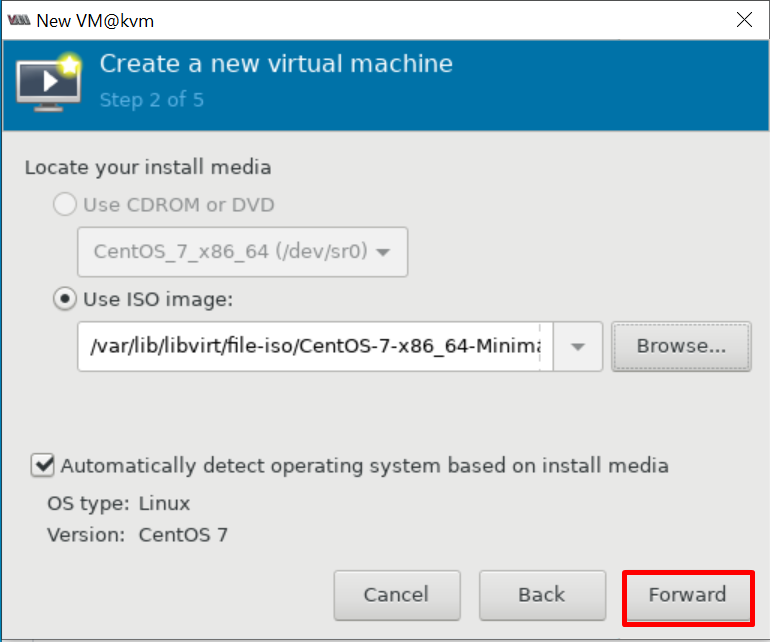 New VM@kvm
Create a new virtual machine
Step 2 of 5
Locate your install media
Use CDROM or DVD
CentOS_7_x86_64 (/dev/sr0)
Use ISO image:
/var/lib/libvirt/file-iso/CentOS-7-x86_64-Minima
Browse...
Automatically detect operating system based on install media
OS type: Linux
Version: CentOS 7
Cancel Back Forward